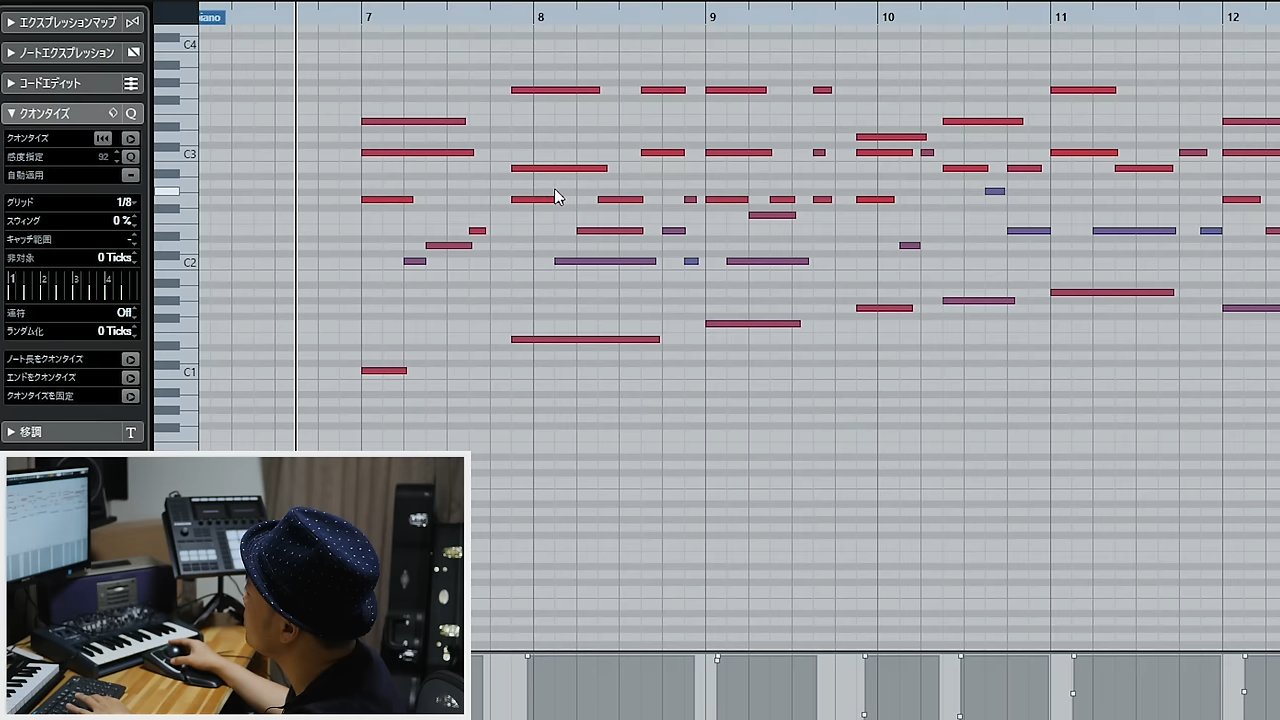 エクスプレッションマップ
ノートエクスプレッション
コードエディット
クオンタイズ Q
クオンタイズ
感度指定 92 Q
自動適用
グリッド 1/8
スウィング 0 %
キャッチ範囲 -
非対象 0 Ticks
1 2 3 4
連符 Off
ランダム化 0 Ticks
ノート長をクオンタイズ
エンドをクオンタイズ
クオンタイズを固定
移調 T
iano 7 8 9 10 11 12
C4
C3
C2
C1